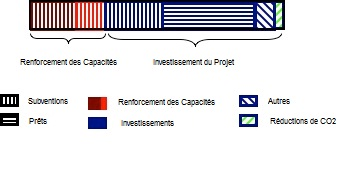 Renforcement des Capacités Investissement du Projet
Subventions Renforcement des Capacités Autres
Prêts Investissements Réductions de CO2